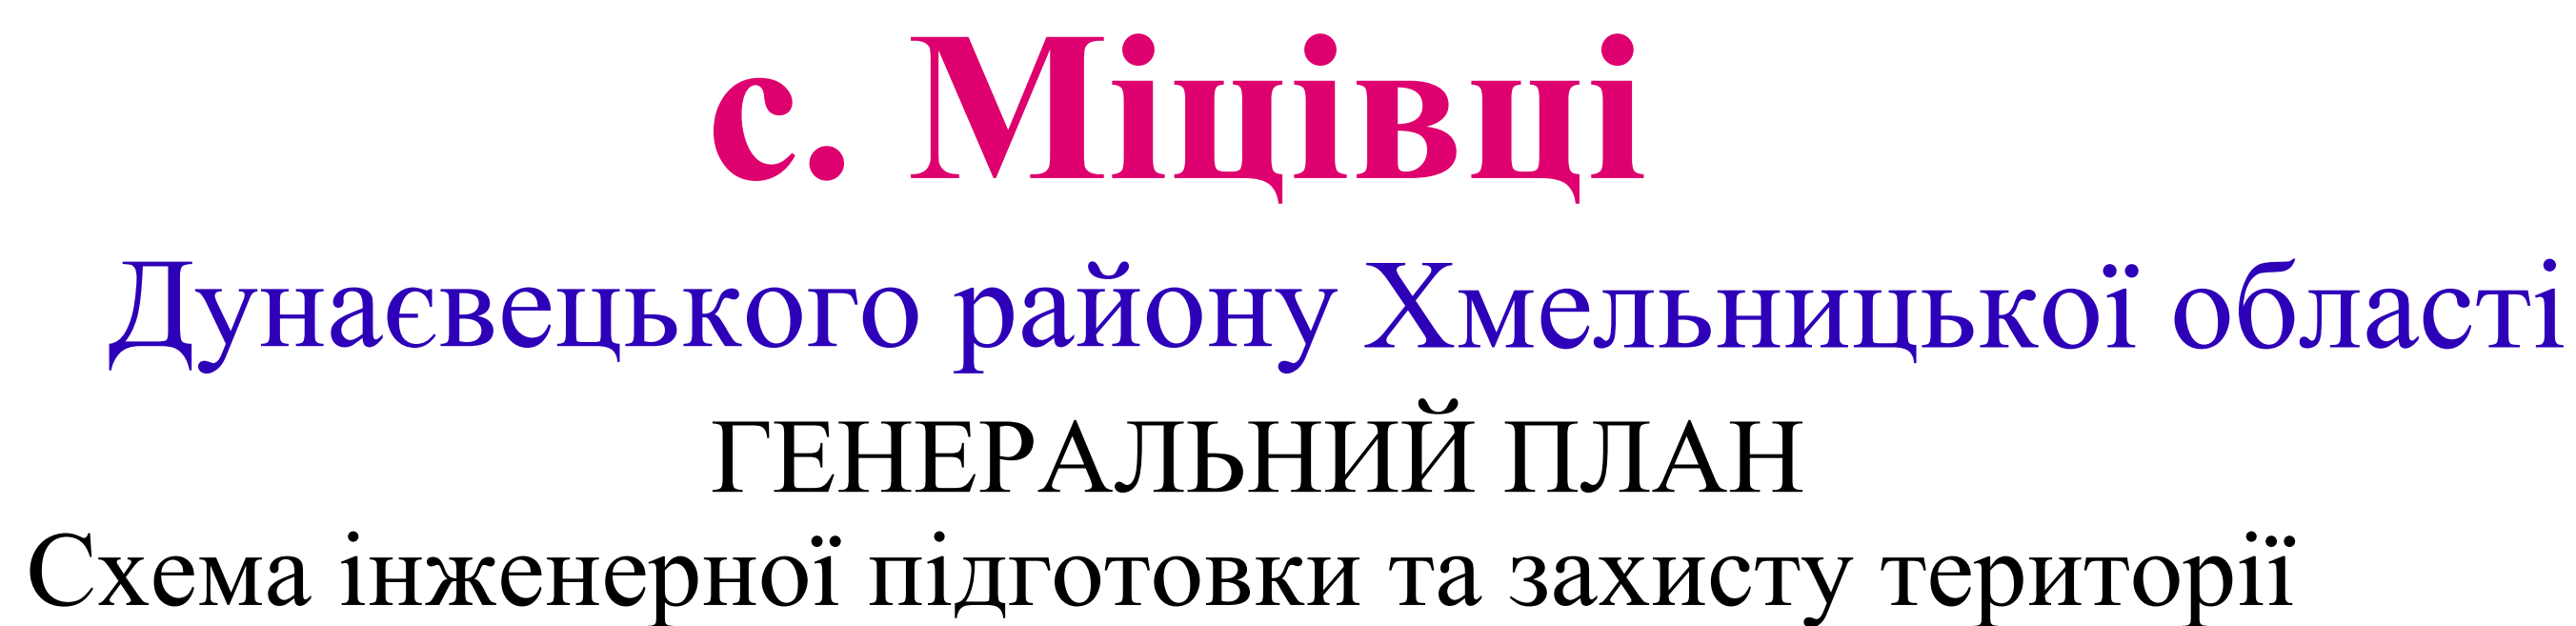 с. Міцівці
Дунаєвецького району Хмельницької області
ГЕНЕРАЛЬНИЙ ПЛАН
Схема інженерної підготовки та захисту території